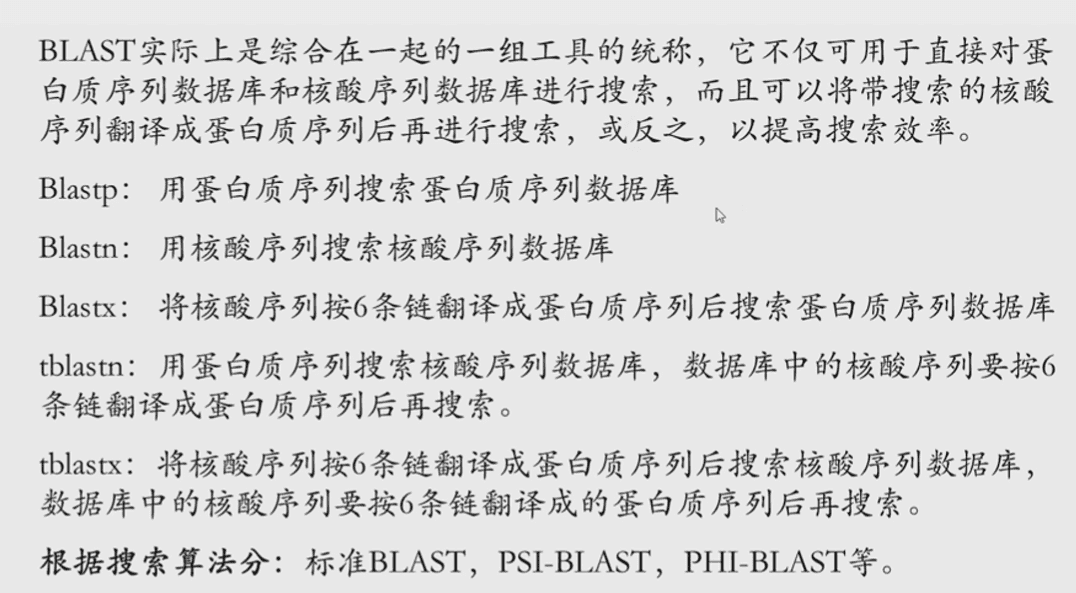 BLAST实际上是综合在一起的一组工具的统称，它不仅可用于直接对蛋
白质序列数据库和核酸序列数据库进行搜索，而且可以将带搜索的核酸
序列翻译成蛋白质序列后再进行搜索，或反之，以提高搜索效率。
Blastp： 用蛋白质序列搜索蛋白质序列数据库
Blastn： 用核酸序列搜索核酸序列数据库
Blastx： 将核酸序列按6条链翻译成蛋白质序列后搜索蛋白质序列数据库
tblastn：用蛋白质序列搜索核酸序列数据库，数据库中的核酸序列要按6
条链翻译成蛋白质序列后再搜索。
tblastx：将核酸序列按6条链翻译成蛋白质序列后搜索核酸序列数据库，
数据库中的核酸序列要按6条链翻译成的蛋白质序列后再搜索。
根据搜索算法分：标准BLAST，PSI-BLAST，PHI-BLAST等。